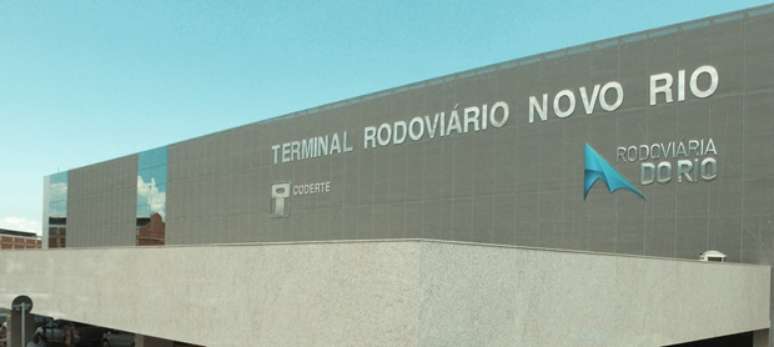 TERMINAL RODOVIÁRIO NOVO RIO
CODERTE
RODOVIARIA
DO RIO